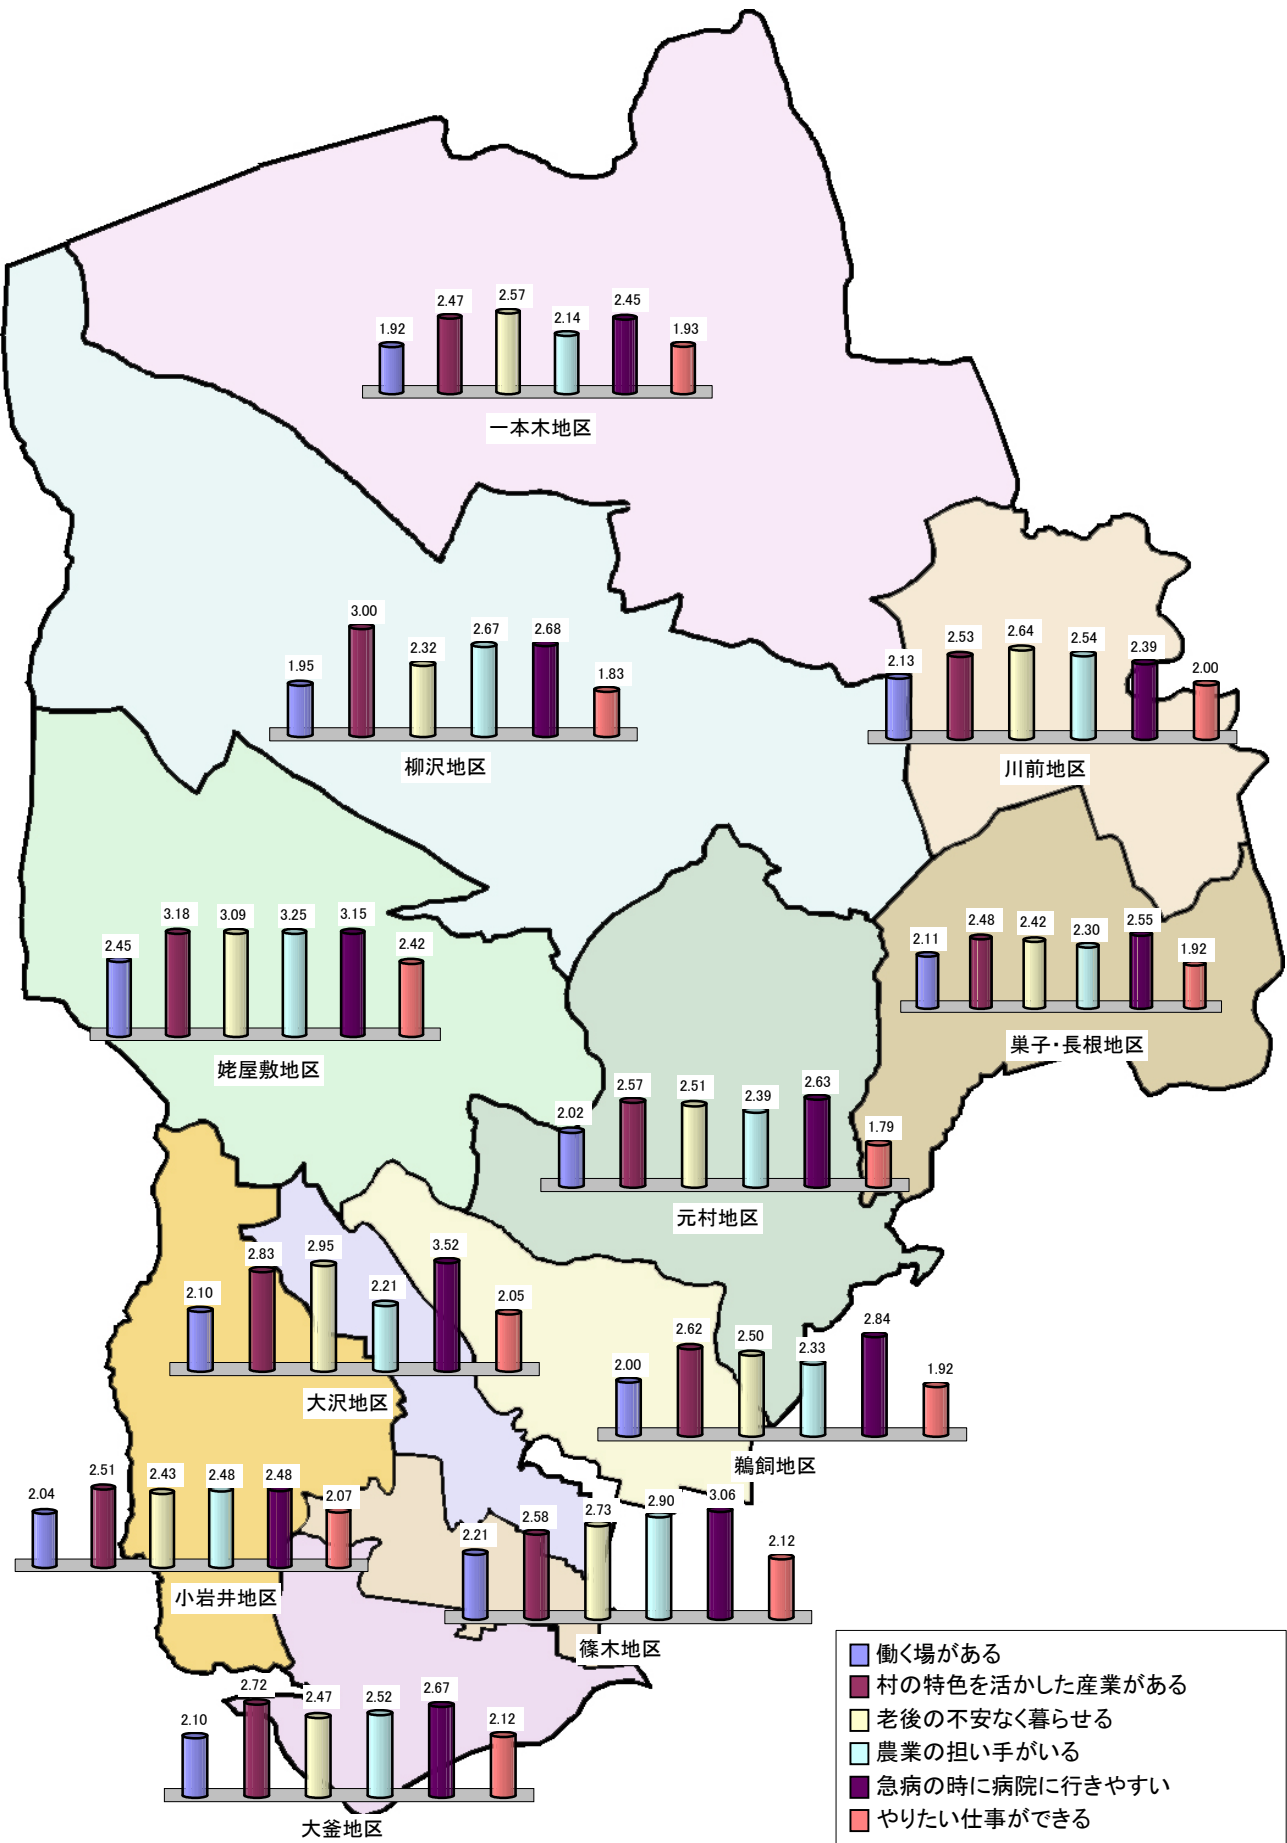 1.92 2.47 2.57 2.14 2.45 1.93
一本木地区
1.95 3.00 2.32 2.67 2.68 1.83
柳沢地区
2.13 2.53 2.64 2.54 2.39 2.00
川前地区
2.45 3.18 3.09 3.25 3.15 2.42
姥屋敷地区
2.11 2.48 2.42 2.30 2.55 1.92
巣子・長根地区
2.02 2.57 2.51 2.39 2.63 1.79
元村地区
2.10 2.83 2.95 2.21 3.52 2.05
大沢地区
2.00 2.62 2.50 2.33 2.84 1.92
鵜飼地区
2.04 2.51 2.43 2.48 2.48 2.07
小岩井地区
2.21 2.58 2.73 2.90 3.06 2.12
篠木地区
2.10 2.72 2.47 2.52 2.67 2.12
大釜地区
働く場がある
村の特色を活かした産業がある
老後の不安なく暮らせる
農業の担い手がいる
急病の時に病院に行きやすい
やりたい仕事ができる